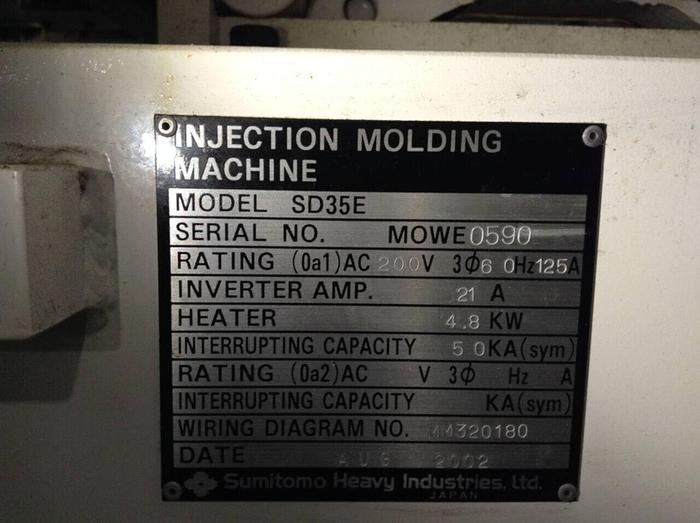 INJECTION MOLDING
MACHINE
MODEL SD35E
SERIAL NO. MOWE0590
RATING (0a1)AC 200V 3ϕ60Hz125A
INVERTER AMP. 21 A
HEATER 4.8 KW
INTERRUPTING CAPACITY 50KA(sym)
RATING (0a2)AC V 3ϕ Hz A
INTERRUPTING CAPACITY KA(sym)
WIRING DIAGRAM NO. MM320180
DATE AUG 2002
Sumitomo Heavy Industries, Ltd.
JAPAN